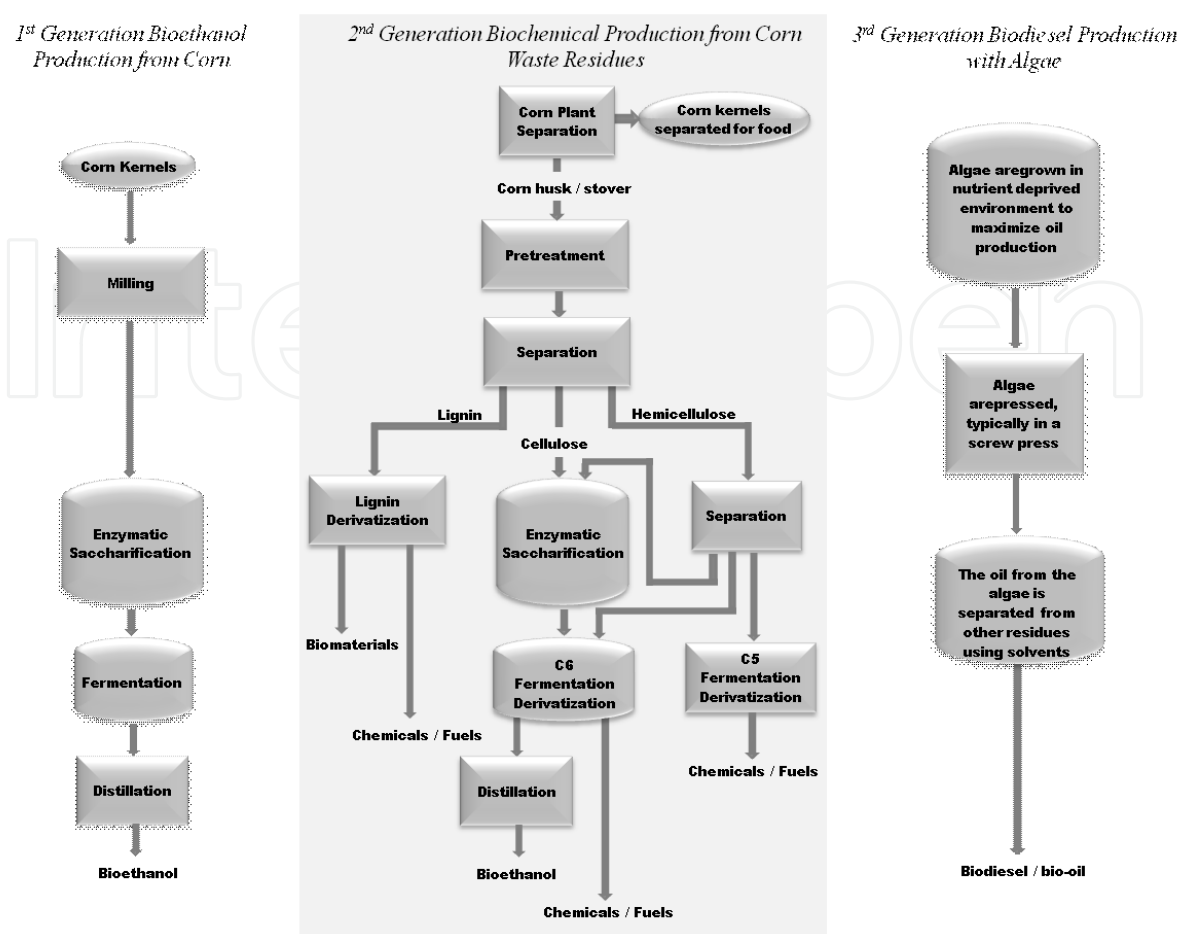 1st Generation Bioethanol
Production from Corn
Corn Kernels
Milling
Enzymatic
Saccharification
Fermentation
Distillation
Bioethanol
2nd Generation Biochemical Production from Corn
Waste Residues
Corn Plant
Separation
Corn kernels
separated for food
Corn husk / stover
Pretreatment
Separation
Lignin
Cellulose
Hemicellulose
Lignin
Derivatization
Enzymatic
Saccharification
Separation
Biomaterials
Chemicals / Fuels
C6
Fermentation
Derivatization
C5
Fermentation
Derivatization
Chemicals / Fuels
Distillation
Bioethanol
Chemicals / Fuels
3rd Generation Biodiesel Production
with Algae
Algae aregrown in
nutrient deprived
environment to
maximize oil
production
Algae
arepressed,
typically in a
screw press
The oil from the
algae is
separated from
other residues
using solvents
Biodiesel / bio-oil